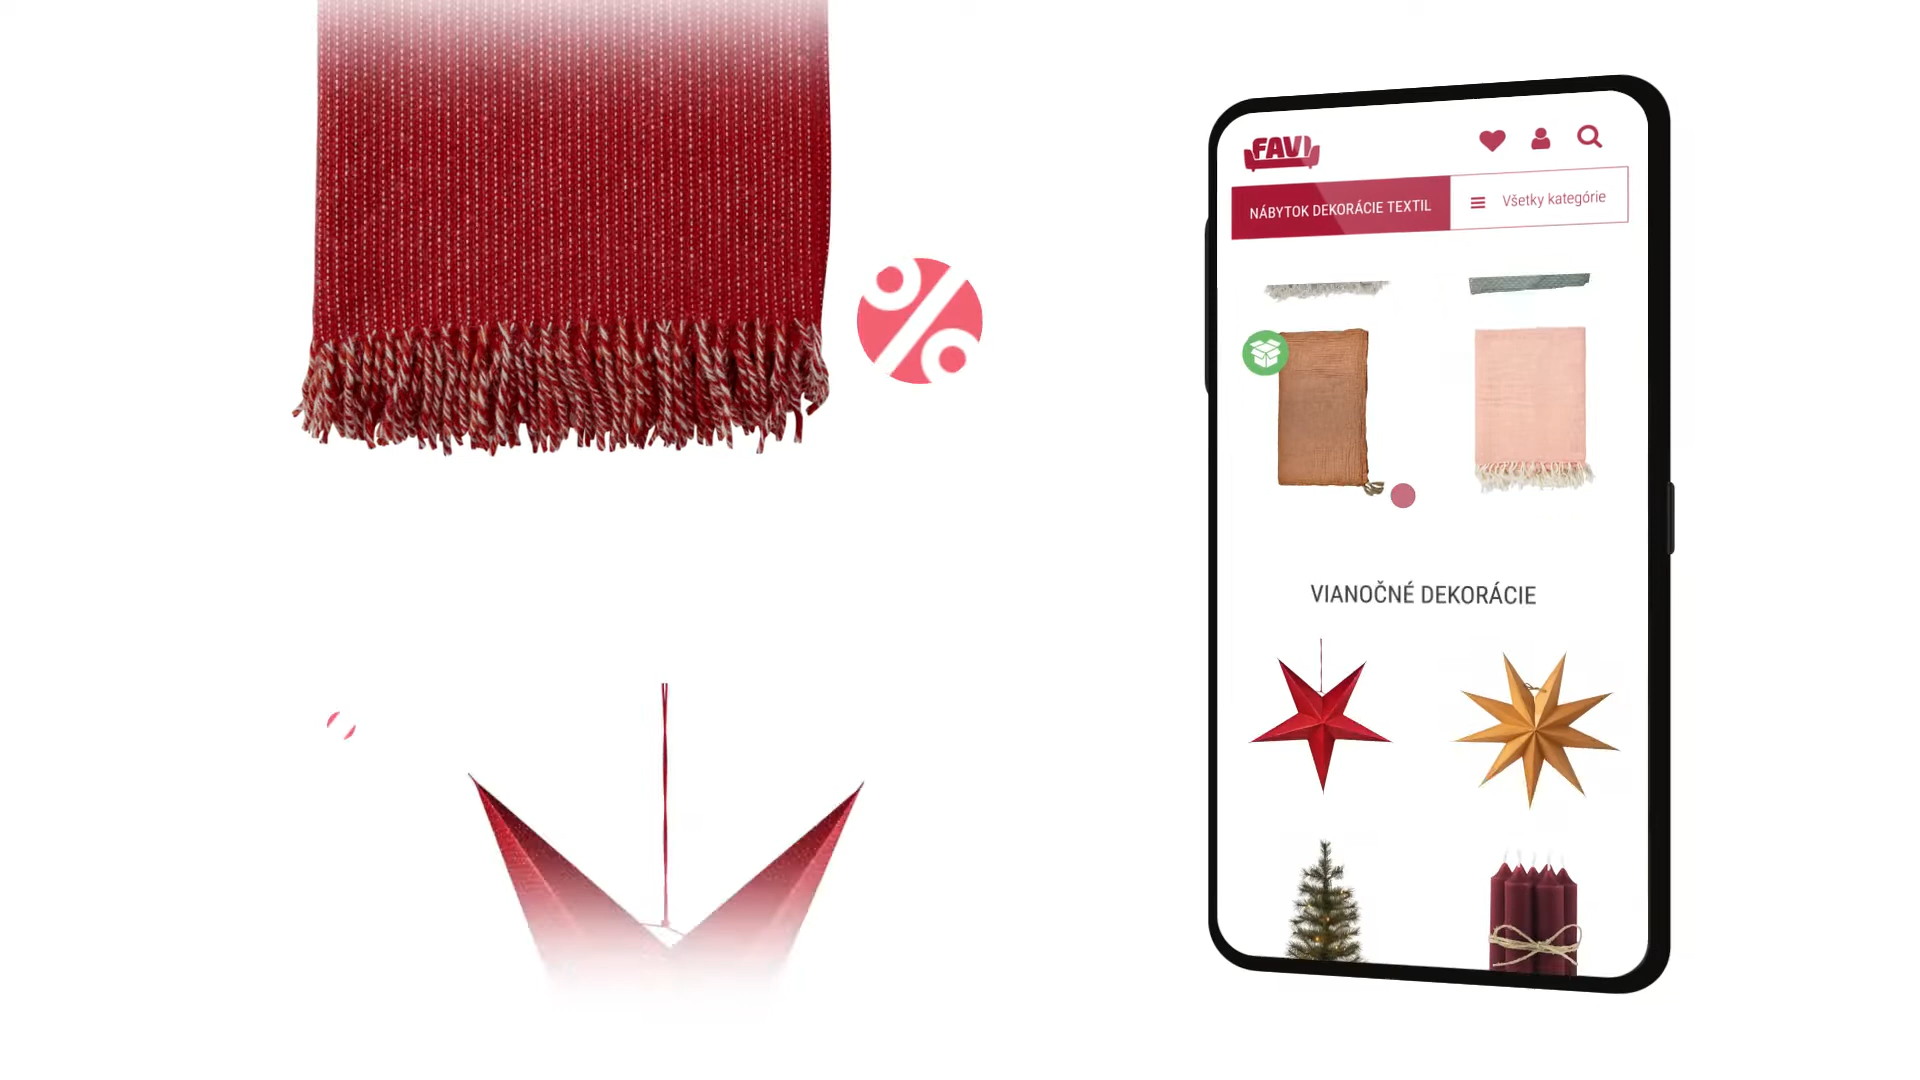 %
FAVI
NÁBYTOK DEKORÁCIE TEXTIL
Všetky kategórie
VIANOČNÉ DEKORÁCIE